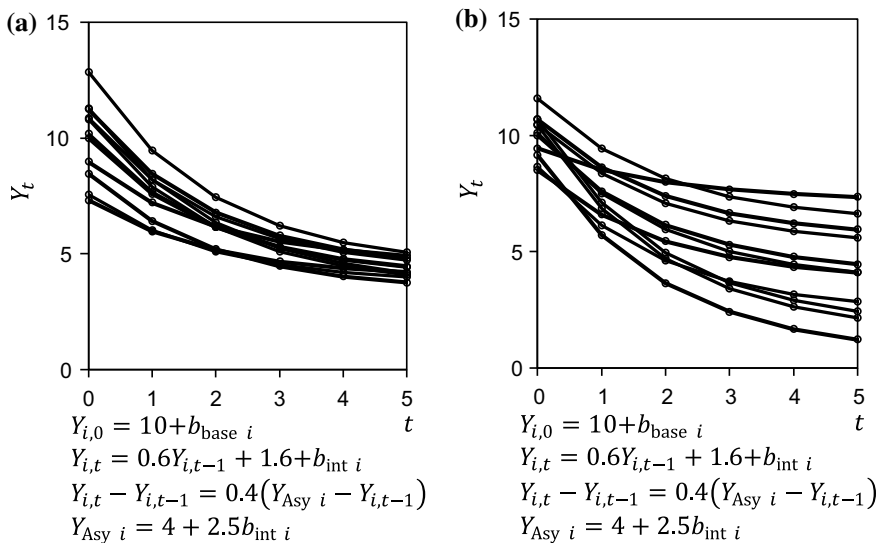 (a)
15
10
5
0
Y_t
0 1 2 3 4 5
t
Y_{i,0} = 10+b_{base i}
Y_{i,t} = 0.6Y_{i,t−1} + 1.6+b_{int i}
Y_{i,t} − Y_{i,t−1} = 0.4(Y_{Asy i} − Y_{i,t−1})
Y_{Asy i} = 4 + 2.5b_{int i}
(b)
15
10
5
0
Y_t
0 1 2 3 4 5
t
Y_{i,0} = 10+b_{base i}
Y_{i,t} = 0.6Y_{i,t−1} + 1.6+b_{int i}
Y_{i,t} − Y_{i,t−1} = 0.4(Y_{Asy i} − Y_{i,t−1})
Y_{Asy i} = 4 + 2.5b_{int i}